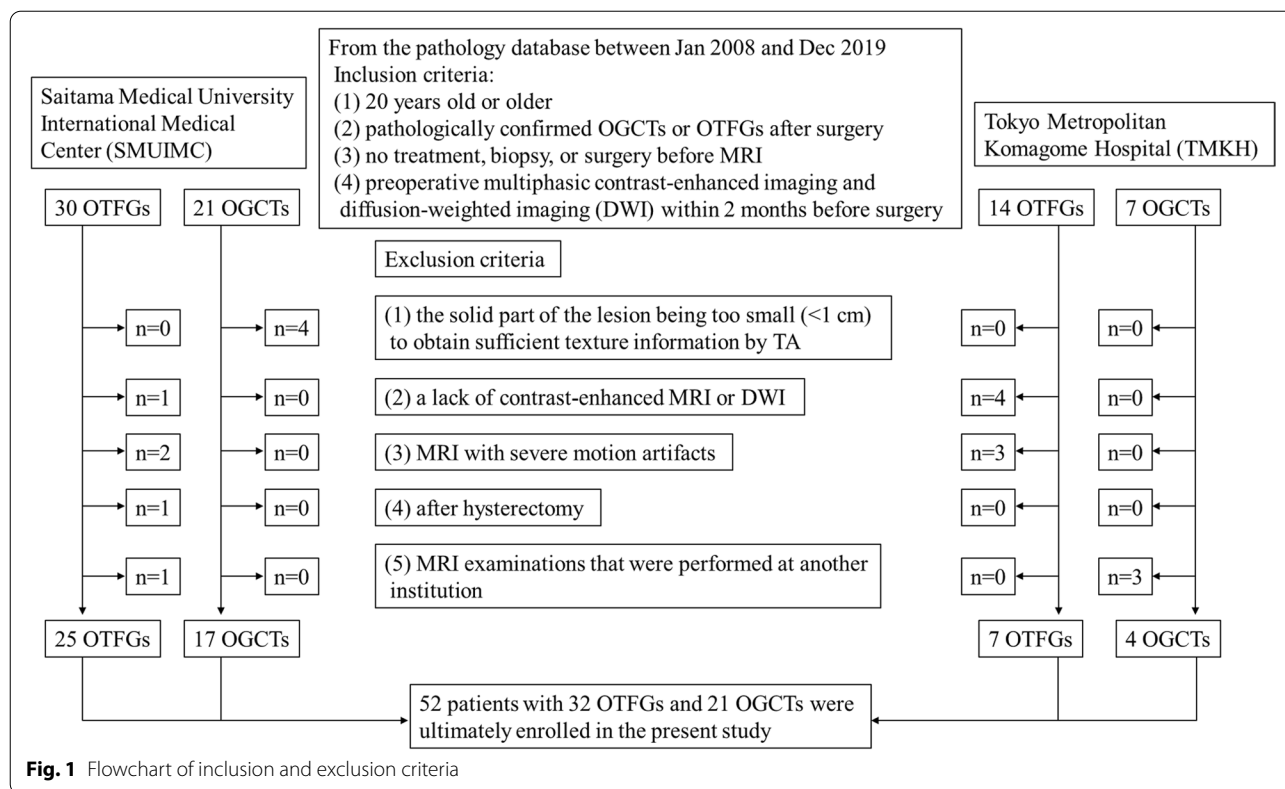 From the pathology database between Jan 2008 and Dec 2019
Inclusion criteria:
(1) 20 years old or older
(2) pathologically confirmed OGCTs or OTFGs after surgery
(3) no treatment, biopsy, or surgery before MRI
(4) preoperative multiphasic contrast-enhanced imaging and
diffusion-weighted imaging (DWI) within 2 months before surgery
Saitama Medical University
International Medical
Center (SMUIMC)
Tokyo Metropolitan
Komagome Hospital (TMKH)
30 OTFGs
21 OGCTs
14 OTFGs
7 OGCTs
Exclusion criteria
n=0
n=4
(1) the solid part of the lesion being too small (<1 cm)
to obtain sufficient texture information by TA
n=0
n=0
n=1
n=0
(2) a lack of contrast-enhanced MRI or DWI
n=4
n=0
n=2
n=0
(3) MRI with severe motion artifacts
n=3
n=0
n=1
n=0
(4) after hysterectomy
n=0
n=0
n=1
n=0
(5) MRI examinations that were performed at another
institution
n=0
n=3
25 OTFGs
17 OGCTs
7 OTFGs
4 OGCTs
52 patients with 32 OTFGs and 21 OGCTs were
ultimately enrolled in the present study
Fig. 1 Flowchart of inclusion and exclusion criteria